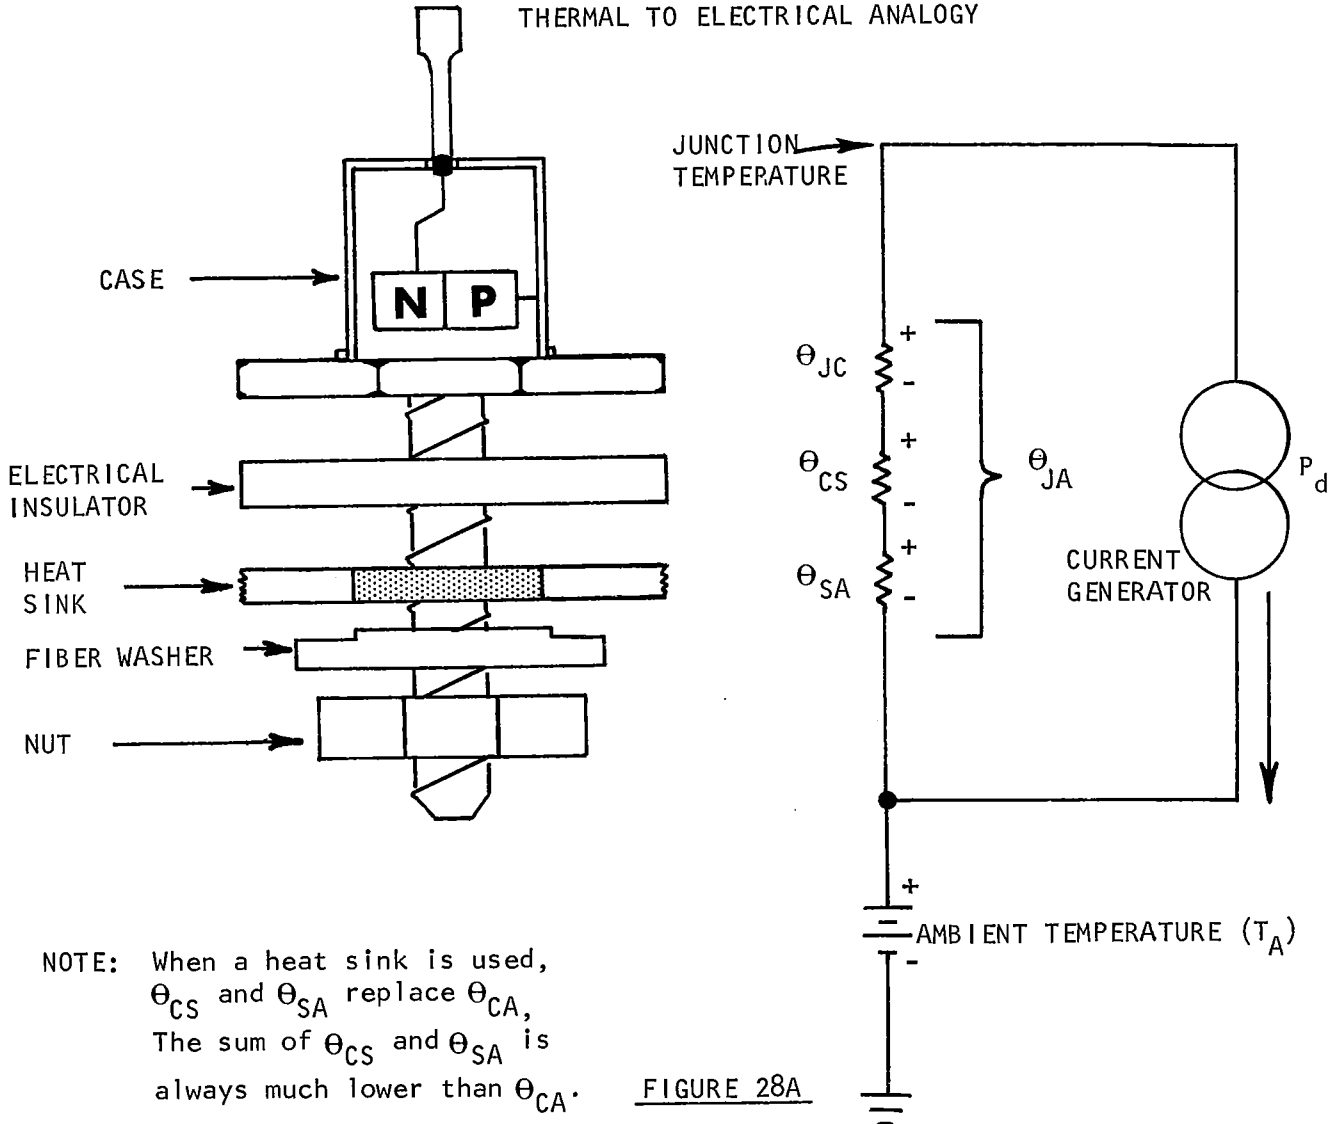 THERMAL TO ELECTRICAL ANALOGY
JUNCTION
TEMPERATURE
CASE
N P
ELECTRICAL
INSULATOR
HEAT
SINK
FIBER WASHER
NUT
+
θJC
-
+
θCS
-
+
θSA
-
θJA
Pd
CURRENT
GENERATOR
+
AMBIENT TEMPERATURE (TA)
-
NOTE: When a heat sink is used,
θCS and θSA replace θCA,
The sum of θCS and θSA is
always much lower than θCA.
FIGURE 28A